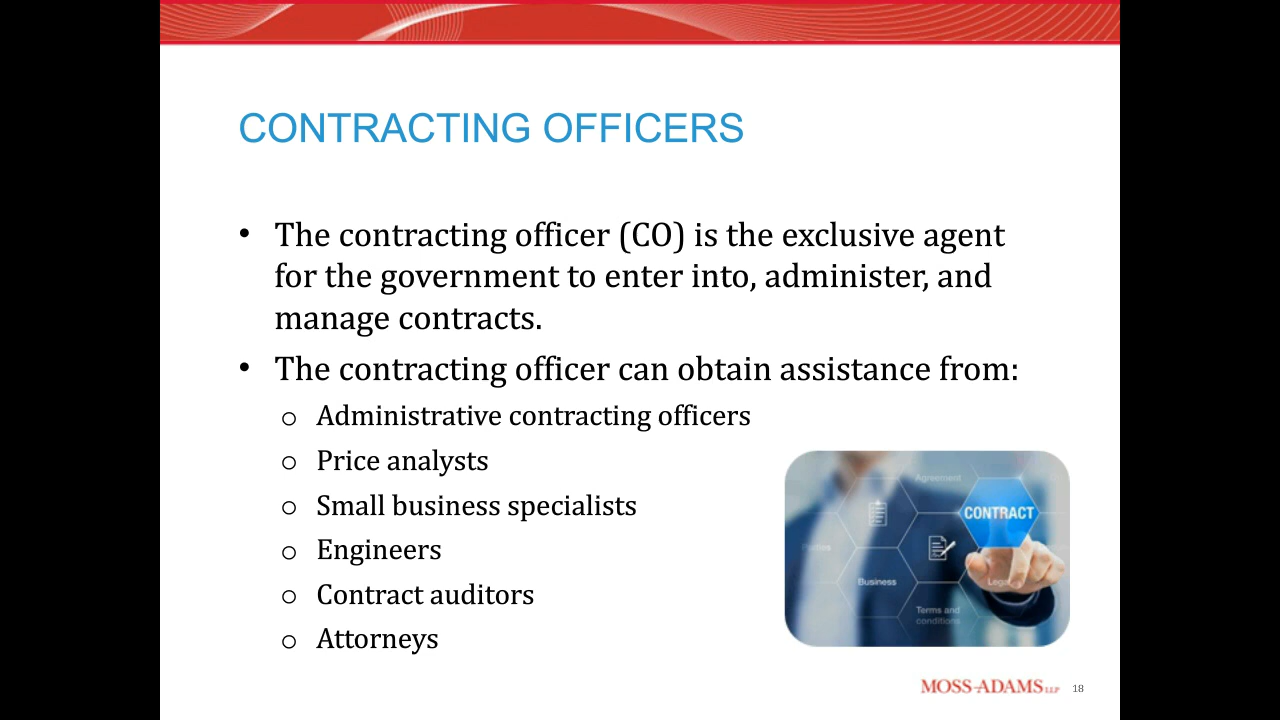 CONTRACTING OFFICERS
• The contracting officer (CO) is the exclusive agent
for the government to enter into, administer, and
manage contracts.
• The contracting officer can obtain assistance from:
o Administrative contracting officers
o Price analysts
o Small business specialists
o Engineers
o Contract auditors
o Attorneys
Agreement
CONTRACT
Parties
Business
Legal
Terms and
conditions
MOSS-ADAMS LLP
18